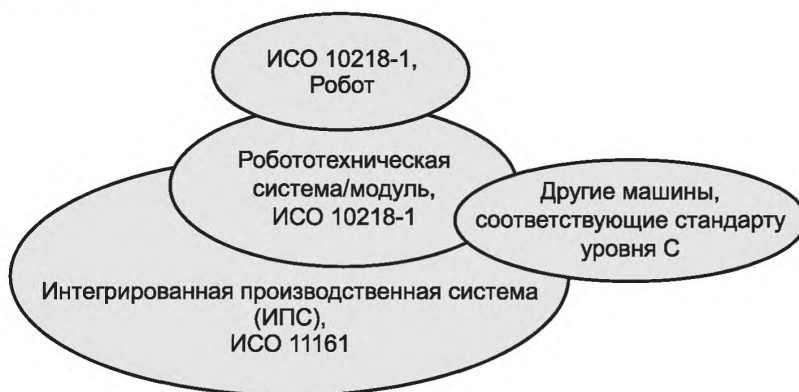 ИСО 10218-1,
Робот
Робототехническая
система/модуль,
ИСО 10218-1
Другие машины,
соответствующие стандарту
уровня С
Интегрированная производственная система
(ИПС),
ИСО 11161